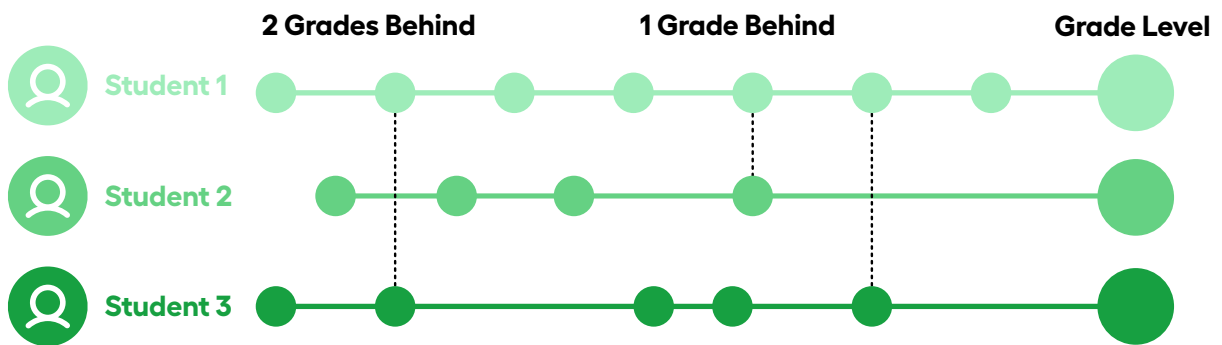 2 Grades Behind
1 Grade Behind
Grade Level
Student 1
Student 2
Student 3